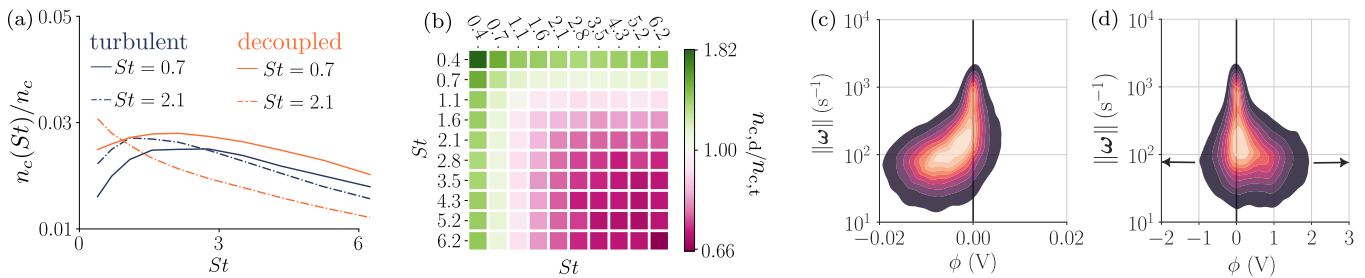 (a)
0.05
0.03
0.01
n_c(St)/n_c
turbulent
decoupled
St = 0.7
St = 0.7
St = 2.1
St = 2.1
0
3
6
St
(b)
0.4
0.7
1.1
1.6
2.1
2.8
3.5
4.3
5.2
6.2
0.4
0.7
1.1
1.6
2.1
2.8
3.5
4.3
5.2
6.2
St
St
1.82
1.00
0.66
n_{c,d}/n_{c,t}
(c)
10^4
10^3
10^2
10^1
||ω|| (s^{-1})
−0.02
0.00
0.02
ϕ (V)
(d)
10^4
10^3
10^2
10^1
||ω|| (s^{-1})
−2
−1
0
1
2
3
ϕ (V)